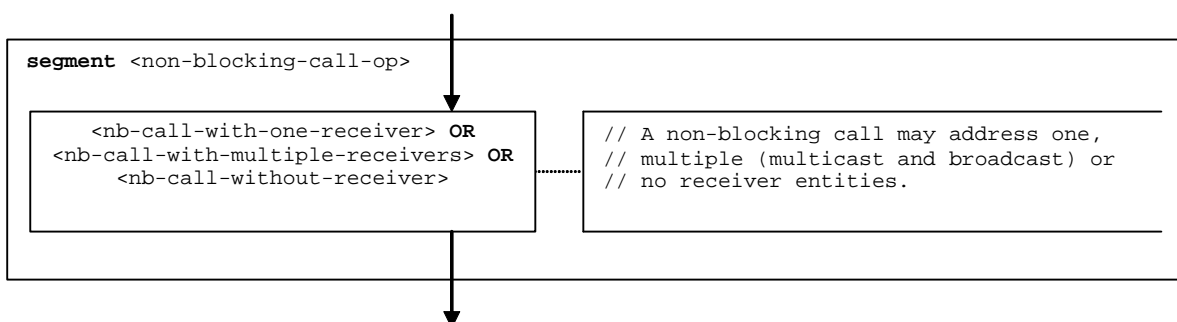 segment <non-blocking-call-op>
<nb-call-with-one-receiver> OR
<nb-call-with-multiple-receivers> OR
<nb-call-without-receiver>
// A non-blocking call may address one,
// multiple (multicast and broadcast) or
// no receiver entities.